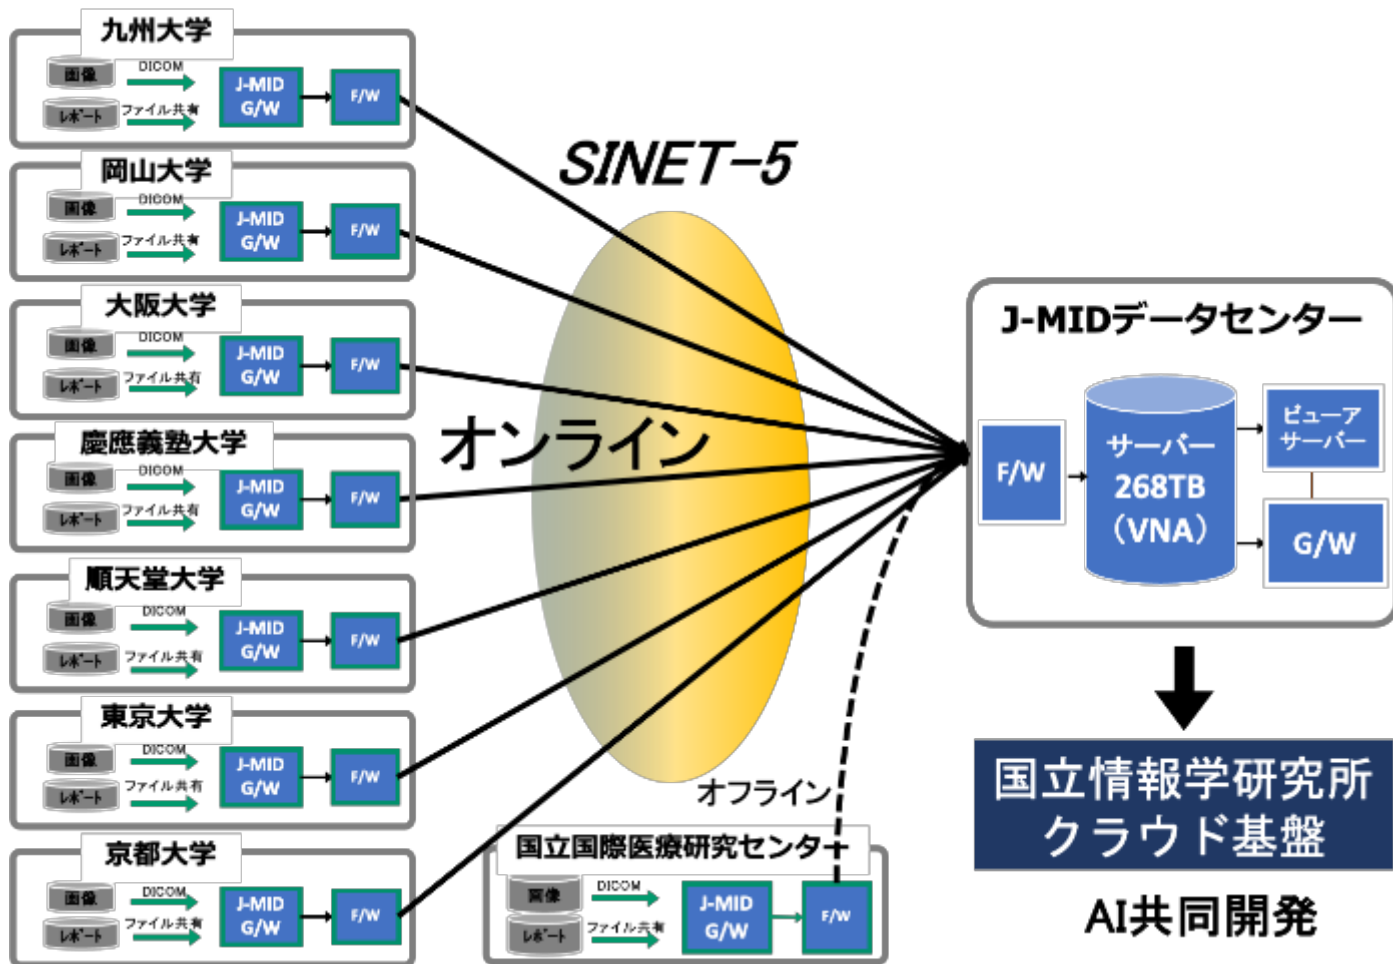 九州大学
画像
DICOM
レポート
ファイル共有
J-MID
G/W
F/W
岡山大学
画像
DICOM
レポート
ファイル共有
J-MID
G/W
F/W
大阪大学
画像
DICOM
レポート
ファイル共有
J-MID
G/W
F/W
慶應義塾大学
画像
DICOM
レポート
ファイル共有
J-MID
G/W
F/W
順天堂大学
画像
DICOM
レポート
ファイル共有
J-MID
G/W
F/W
東京大学
画像
DICOM
レポート
ファイル共有
J-MID
G/W
F/W
京都大学
画像
DICOM
レポート
ファイル共有
J-MID
G/W
F/W
SINET-5
オンライン
オフライン
国立国際医療研究センター
画像
DICOM
レポート
ファイル共有
J-MID
G/W
F/W
J-MIDデータセンター
F/W
サーバー
268TB
（VNA）
ビューア
サーバー
G/W
国立情報学研究所
クラウド基盤
AI共同開発